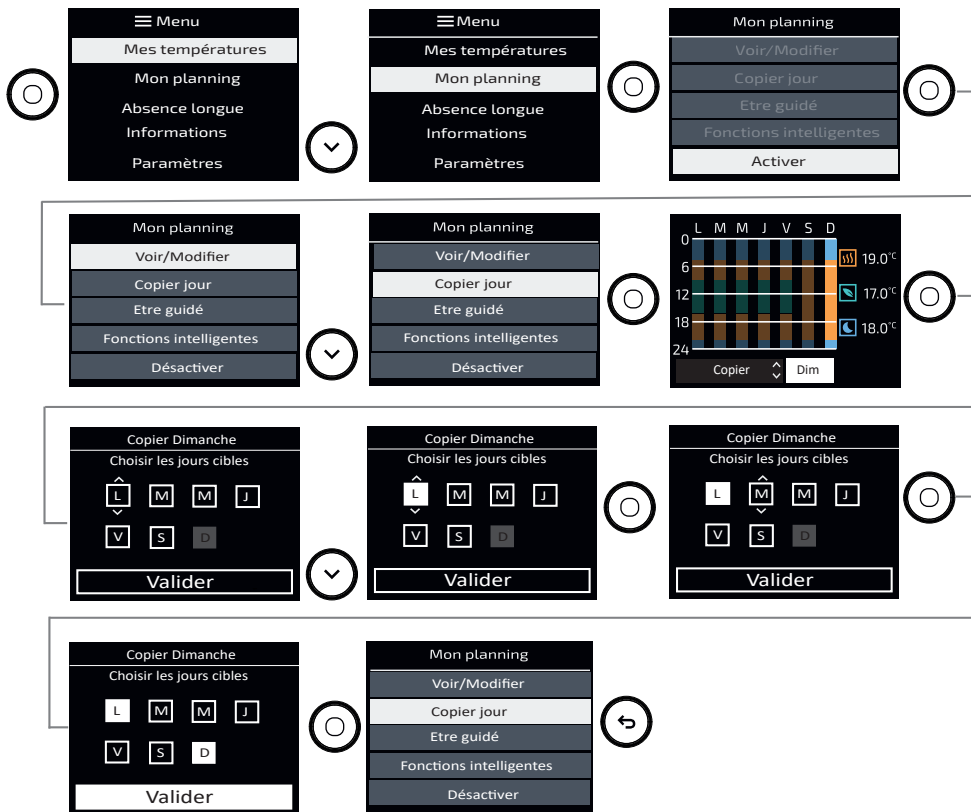 Menu
Mes températures
Mon planning
Absence longue
Informations
Paramètres
Menu
Mes températures
Mon planning
Absence longue
Informations
Paramètres
Mon planning
Voir/Modifier
Copier jour
Etre guidé
Fonctions intelligentes
Activer
Mon planning
Voir/Modifier
Copier jour
Etre guidé
Fonctions intelligentes
Désactiver
Mon planning
Voir/Modifier
Copier jour
Etre guidé
Fonctions intelligentes
Désactiver
L M M J V S D
0
6
12
18
24
19.0°C
17.0°C
18.0°C
Copier Dim
Copier Dimanche
Choisir les jours cibles
L M M J
V S D
Valider
Copier Dimanche
Choisir les jours cibles
L M M J
V S D
Valider
Copier Dimanche
Choisir les jours cibles
L M M J
V S D
Valider
Copier Dimanche
Choisir les jours cibles
L M M J
V S D
Valider
Mon planning
Voir/Modifier
Copier jour
Etre guidé
Fonctions intelligentes
Désactiver